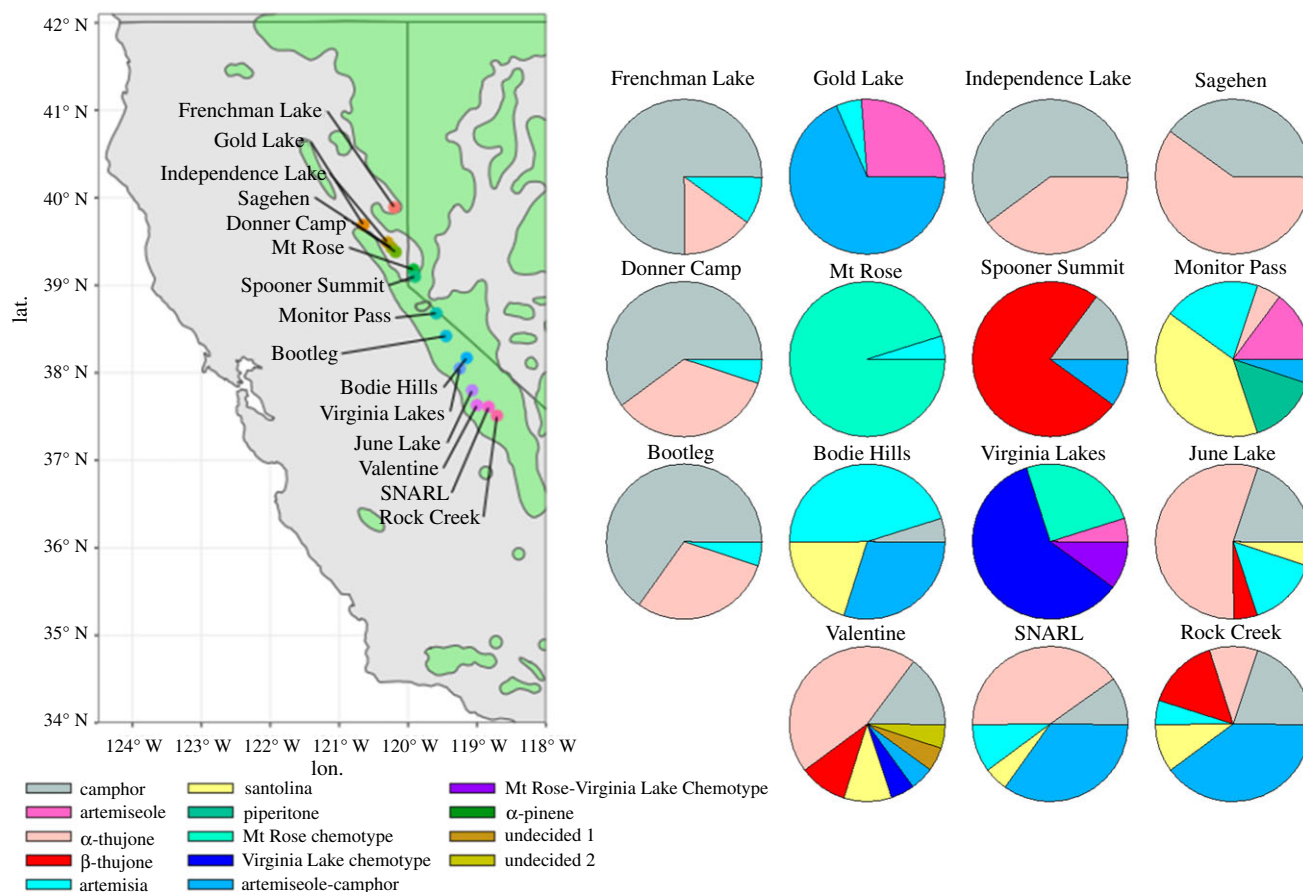 42° N
41° N
40° N
39° N
38° N
37° N
36° N
35° N
34° N
lat.
124° W 123° W 122° W 121° W 120° W 119° W 118° W
lon.
Frenchman Lake
Gold Lake
Independence Lake
Sagehen
Donner Camp
Mt Rose
Spooner Summit
Monitor Pass
Bootleg
Bodie Hills
Virginia Lakes
June Lake
Valentine
SNARL
Rock Creek
Frenchman Lake Gold Lake Independence Lake Sagehen
Donner Camp Mt Rose Spooner Summit Monitor Pass
Bootleg Bodie Hills Virginia Lakes June Lake
Valentine SNARL Rock Creek
camphor santolina Mt Rose-Virginia Lake Chemotype
artemiseole piperitone α-pinene
α-thujone Mt Rose chemotype undecided 1
β-thujone Virginia Lake chemotype undecided 2
artemisia artemiseole-camphor